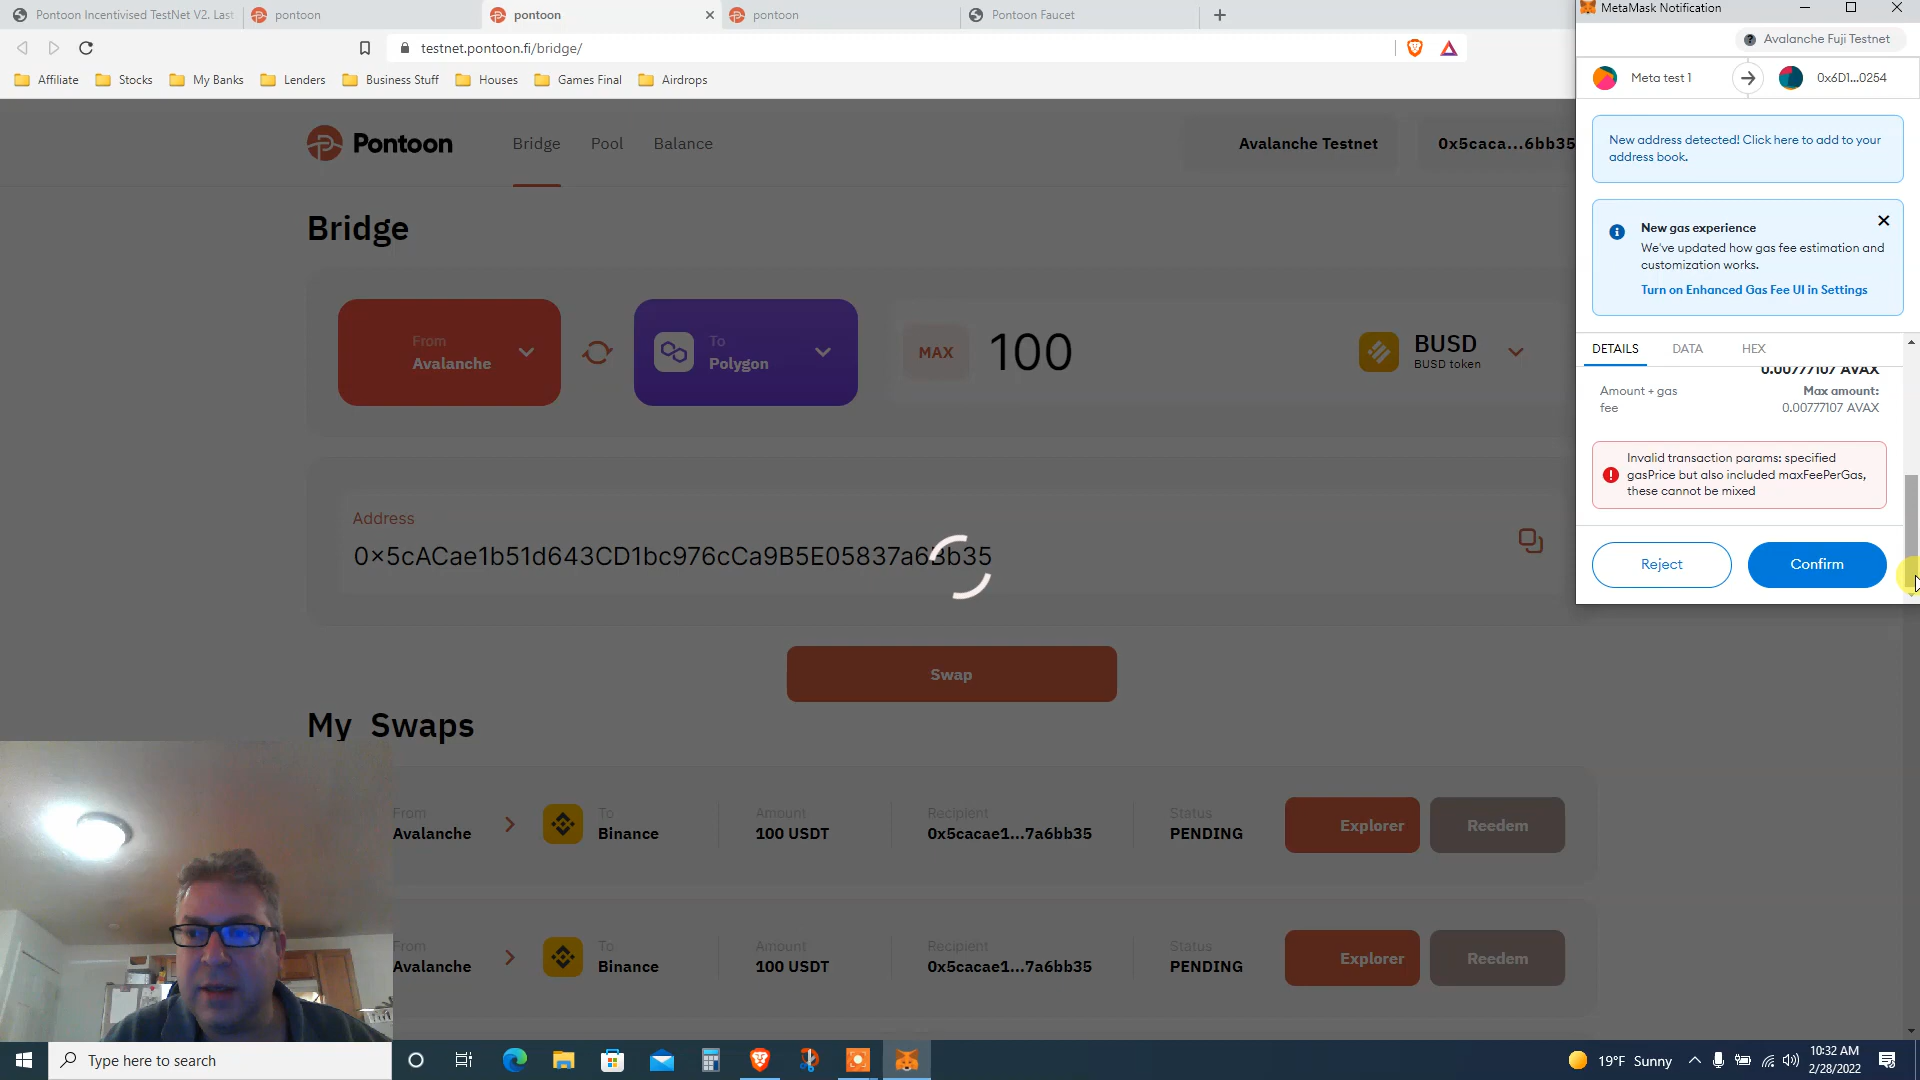 Pontoon Incentivised TestNet V2. Last
pontoon
pontoon
pontoon
Pontoon Faucet
testnet.pontoon.fi/bridge/
Affiliate
Stocks
My Banks
Lenders
Business Stuff
Houses
Games Final
Airdrops
Pontoon
Bridge
Pool
Balance
Avalanche Testnet
0x5caca...6bb35
Bridge
From
Avalanche
To
Polygon
MAX
100
BUSD
BUSD token
Address
0x5cACae1b51d643CD1bc976cCa9B5E05837a6Bb35
Swap
My Swaps
From
Avalanche
To
Binance
Amount
100 USDT
Recipient
0x5cacae1...7a6bb35
Status
PENDING
Explorer
Reedem
From
Avalanche
To
Binance
Amount
100 USDT
Recipient
0x5cacae1...7a6bb35
Status
PENDING
Explorer
Reedem
MetaMask Notification
Avalanche Fuji Testnet
Meta test 1
0x6D1...0254
New address detected! Click here to add to your
address book.
New gas experience
We've updated how gas fee estimation and
customization works.
Turn on Enhanced Gas Fee UI in Settings
DETAILS
DATA
HEX
0.00777107 AVAX
Amount + gas
fee
Max amount:
0.00777107 AVAX
Invalid transaction params: specified
gasPrice but also included maxFeePerGas,
these cannot be mixed
Reject
Confirm
Type here to search
19°F Sunny
10:32 AM
2/28/2022